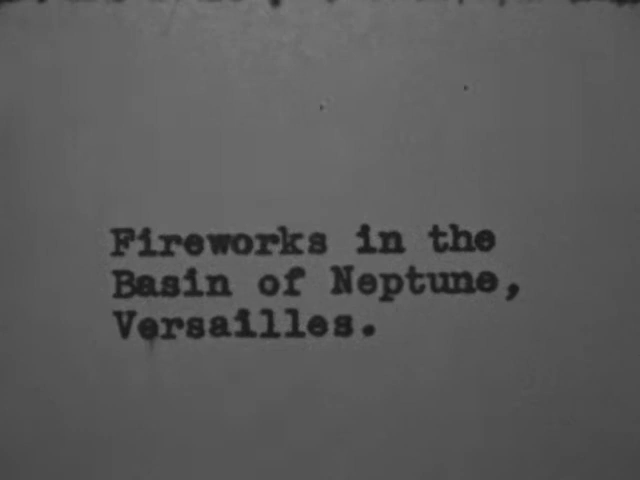 Fireworks in the
Basin of Neptune,
Versailles.